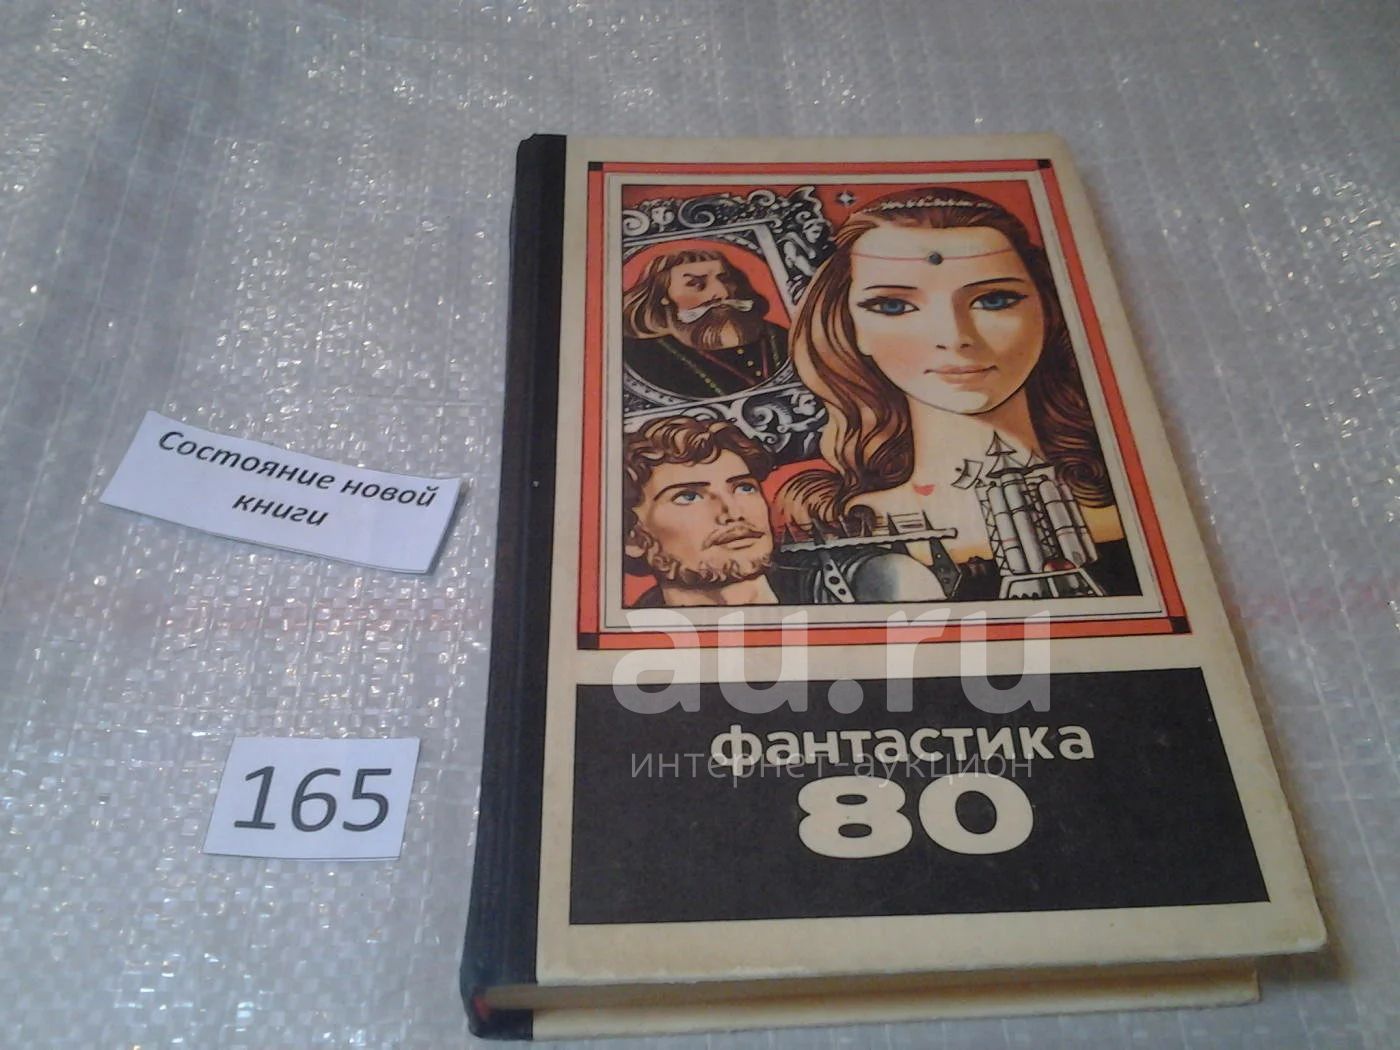 Состояние новой
книги
165
au.ru
интернет-аукцион
фантастика
80